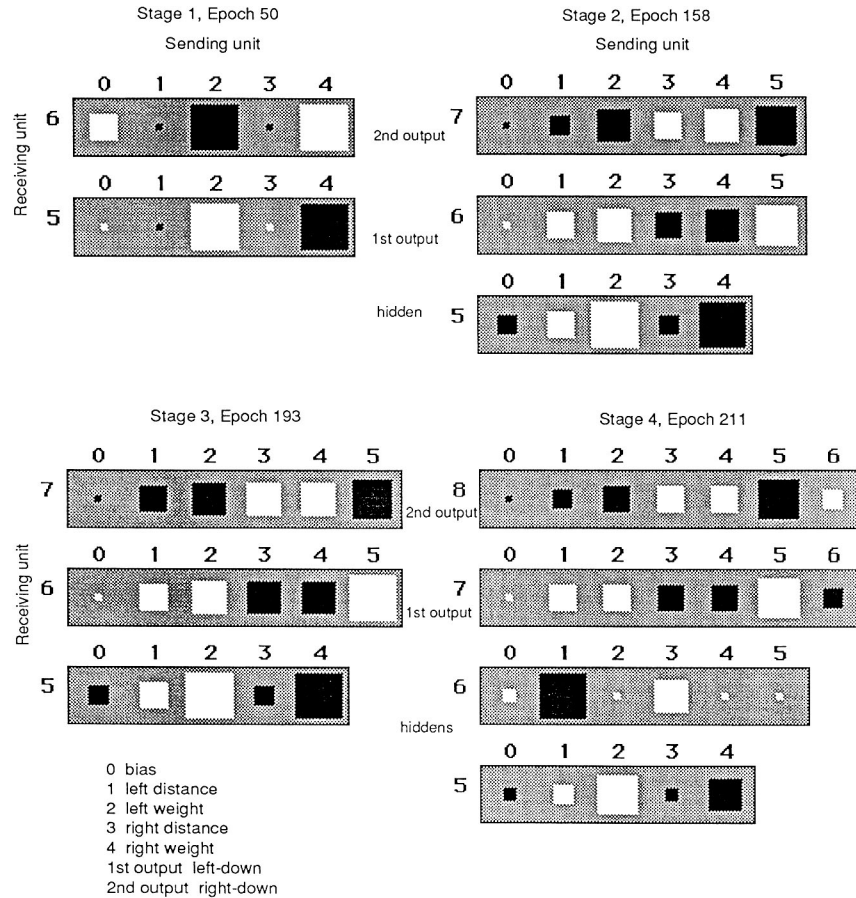 Stage 1, Epoch 50
Sending unit
0 1 2 3 4
6
0 1 2 3 4
5
Receiving unit
Stage 2, Epoch 158
Sending unit
0 1 2 3 4 5
2nd output 7
0 1 2 3 4 5
1st output 6
0 1 2 3 4
hidden 5
Stage 3, Epoch 193
0 1 2 3 4 5
7
0 1 2 3 4 5
6
0 1 2 3 4
5
Receiving unit
Stage 4, Epoch 211
0 1 2 3 4 5 6
8
2nd output
0 1 2 3 4 5 6
7
1st output
0 1 2 3 4 5
6
hiddens
0 1 2 3 4
5
0 bias
1 left distance
2 left weight
3 right distance
4 right weight
1st output left-down
2nd output right-down